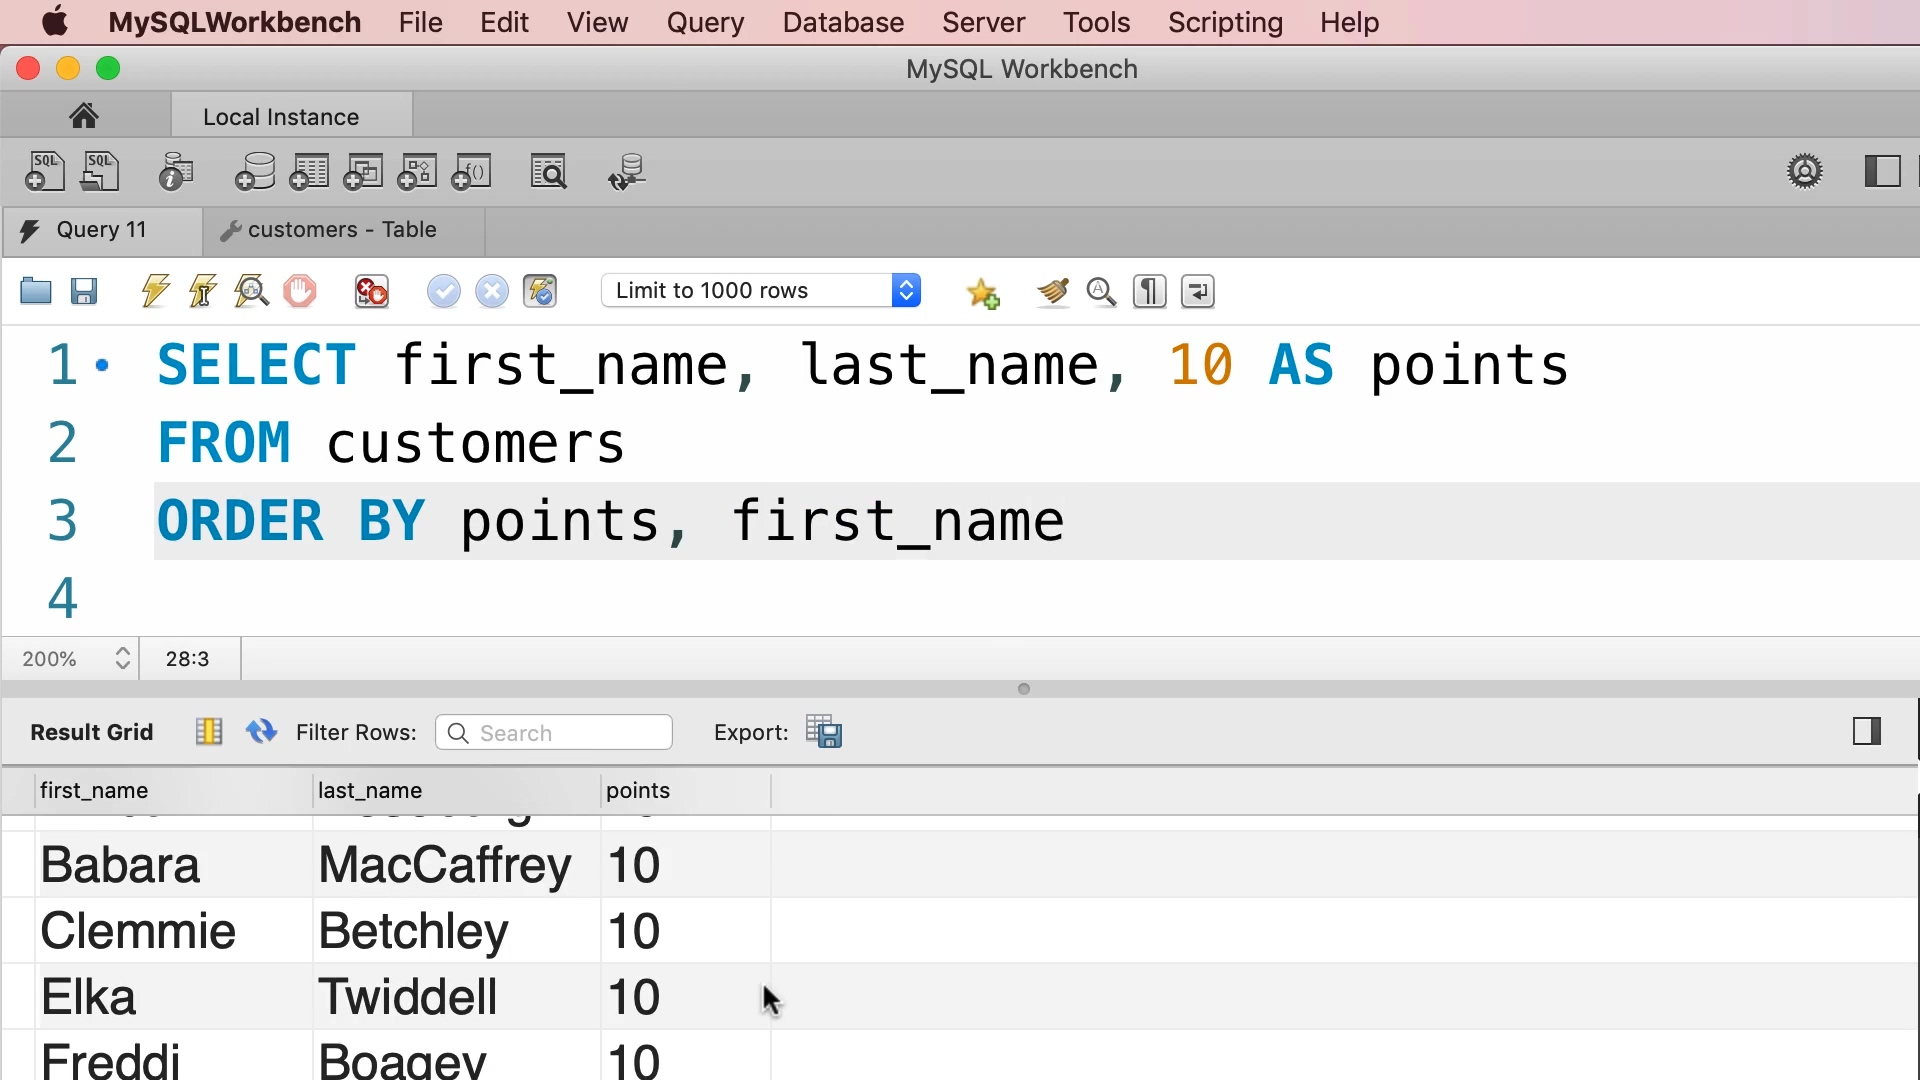 MySQLWorkbench File Edit View Query Database Server Tools Scripting Help
MySQL Workbench
Local Instance
SQL SQL
Query 11 customers - Table
Limit to 1000 rows
1 SELECT first_name, last_name, 10 AS points
2 FROM customers
3 ORDER BY points, first_name
4
200% 28:3
Result Grid Filter Rows: Search Export:
first_name last_name points
Babara MacCaffrey 10
Clemmie Betchley 10
Elka Twiddell 10
Freddi Boagey 10